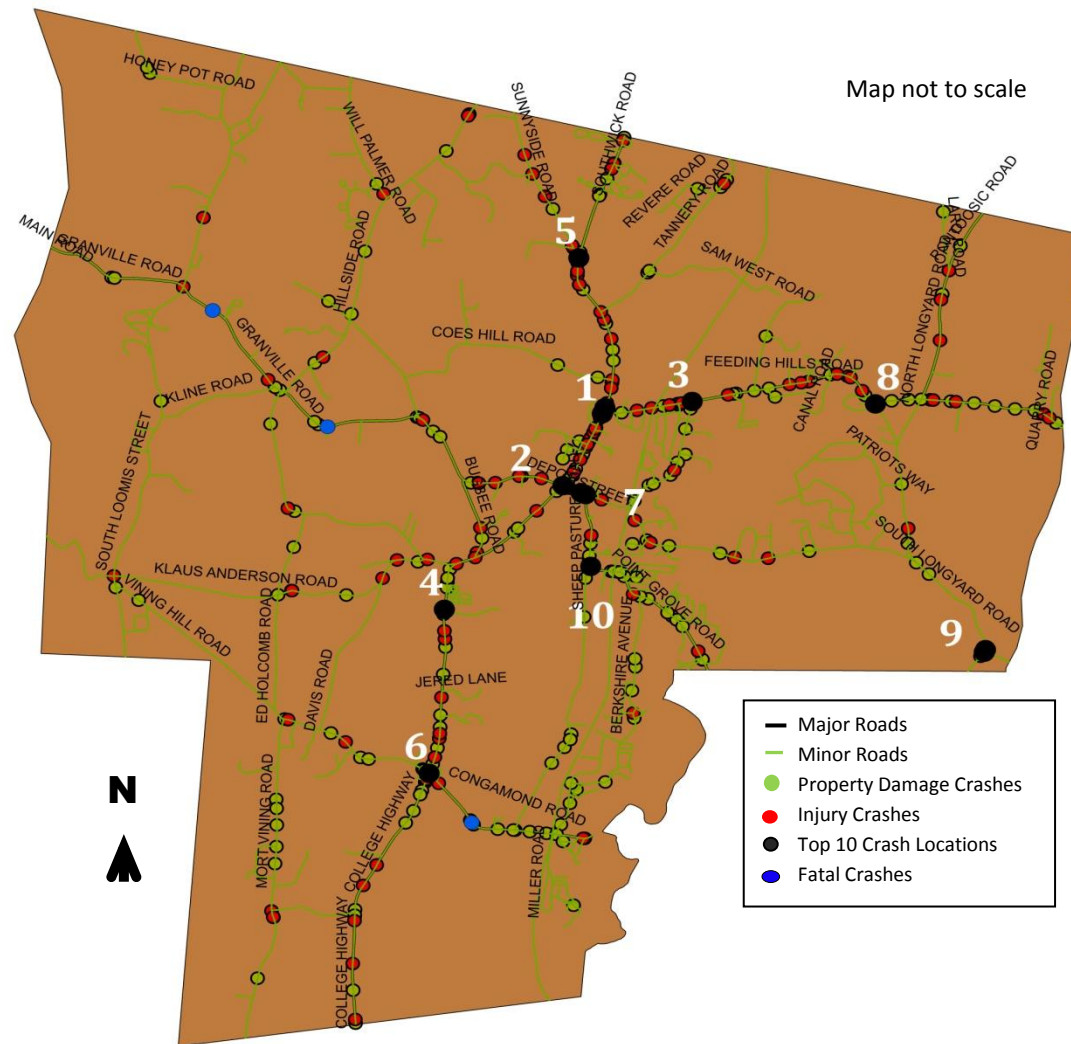 HONEY POT ROAD
Map not to scale
WILL PALMER ROAD
SUNNYSIDE ROAD
SOUTHWICK ROAD
REVERE ROAD
TANNERY ROAD
MAIN ROAD
GRANVILLE ROAD
HILLSIDE ROAD
5
SAM WEST ROAD
NORTH LONGYARD ROAD
GRANVILLE ROAD
COES HILL ROAD
FEEDING HILLS ROAD
KLINE ROAD
1
3
8
CANAL ROAD
QUARRY ROAD
SOUTH LOOMIS STREET
BUGBEE ROAD
2
DEPOT STREET
7
PATRIOTS WAY
KLAUS ANDERSON ROAD
SHEEP PASTURE
POINT GROVE ROAD
SOUTH LONGYARD ROAD
VINING HILL ROAD
ED HOLCOMB ROAD
4
10
9
DAVIS ROAD
JERED LANE
BERKSHIRE AVENUE
6
CONGAMOND ROAD
COLLEGE HIGHWAY
MORT VINING ROAD
MILLER ROAD
COLLEGE HIGHWAY
N
Major Roads
Minor Roads
Property Damage Crashes
Injury Crashes
Top 10 Crash Locations
Fatal Crashes